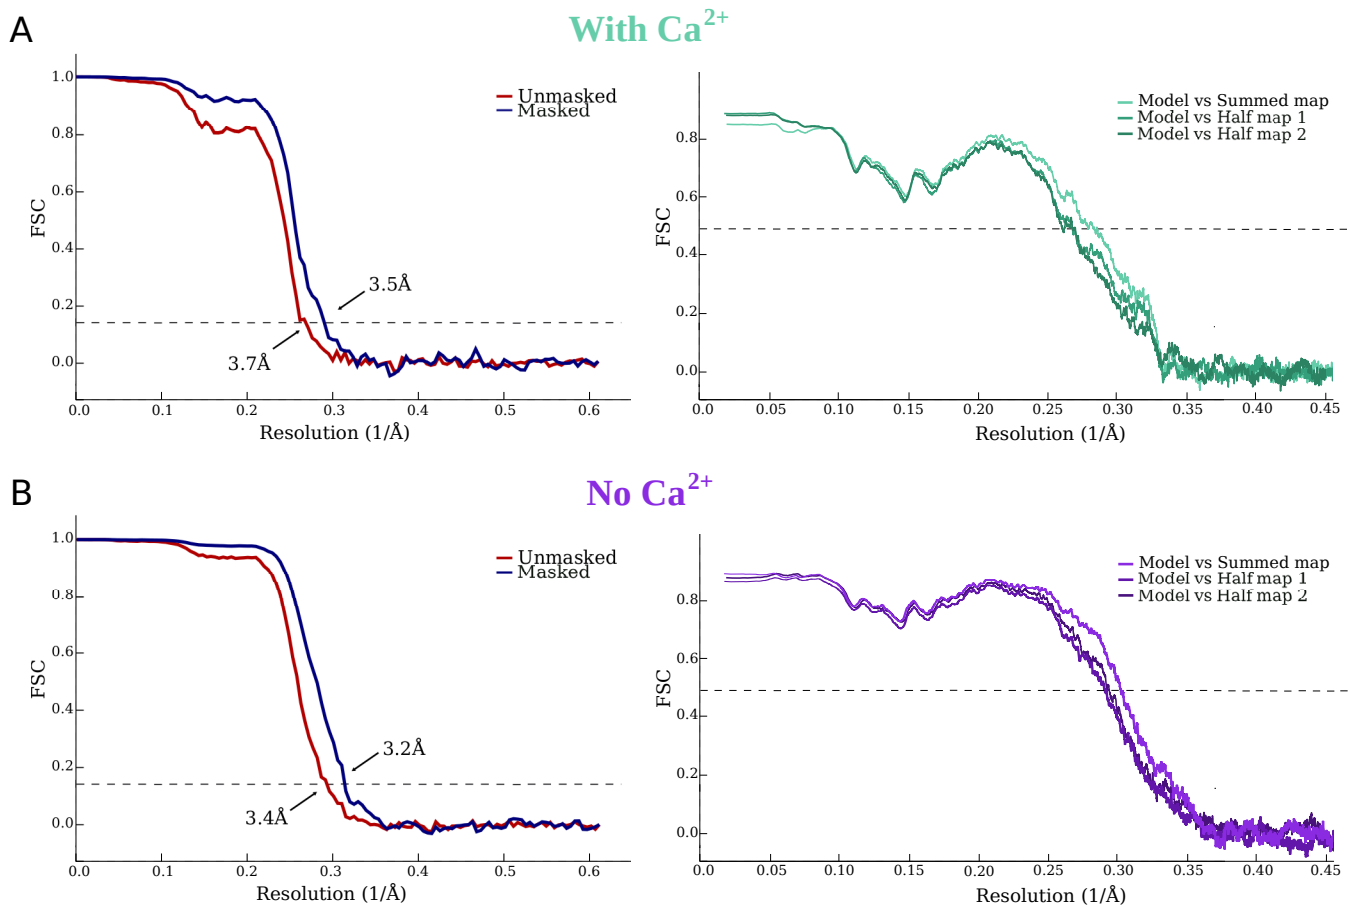 A
With Ca2+
1.0
0.8
0.6
0.4
0.2
0.0
FSC
Unmasked
Masked
3.5Å
3.7Å
0.0 0.1 0.2 0.3 0.4 0.5 0.6
Resolution (1/Å)
0.8
0.6
0.4
0.2
0.0
FSC
Model vs Summed map
Model vs Half map 1
Model vs Half map 2
0.0 0.05 0.10 0.15 0.20 0.25 0.30 0.35 0.40 0.45
Resolution (1/Å)
B
No Ca2+
1.0
0.8
0.6
0.4
0.2
0.0
FSC
Unmasked
Masked
3.2Å
3.4Å
0.0 0.1 0.2 0.3 0.4 0.5 0.6
Resolution (1/Å)
0.8
0.6
0.4
0.2
0.0
FSC
Model vs Summed map
Model vs Half map 1
Model vs Half map 2
0.0 0.05 0.10 0.15 0.20 0.25 0.30 0.35 0.40 0.45
Resolution (1/Å)